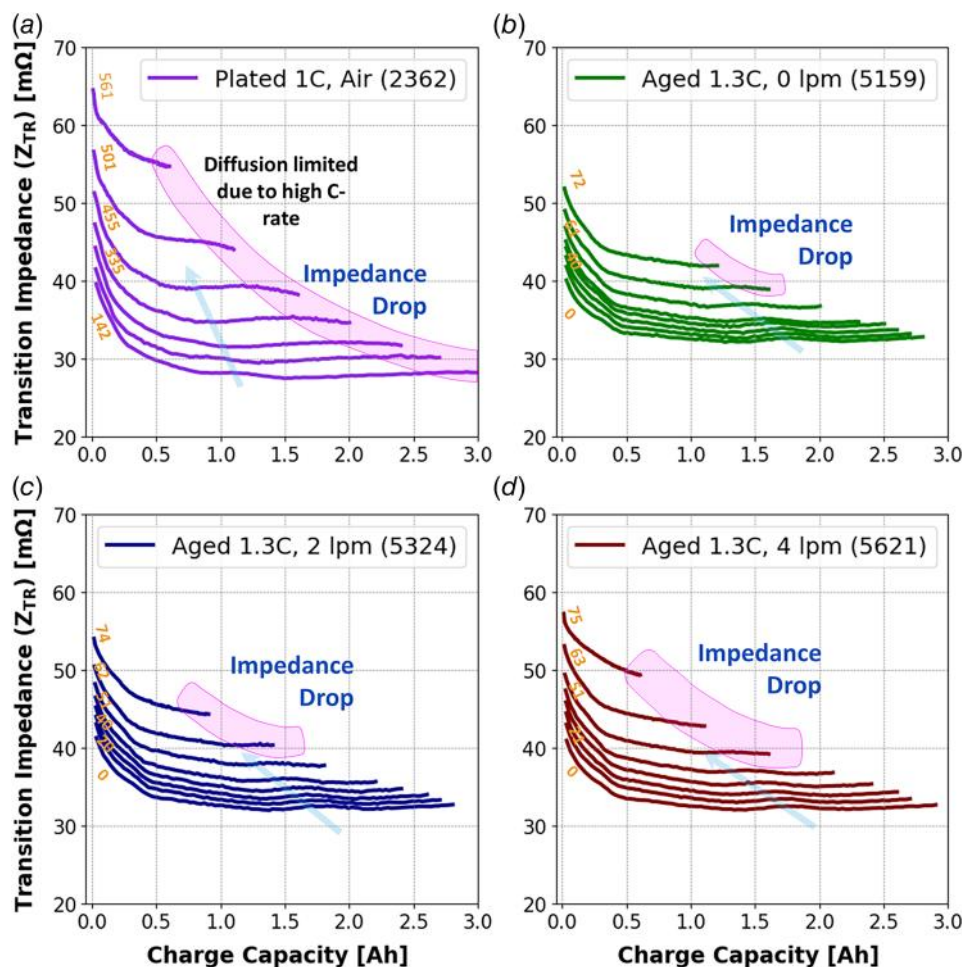 (a)
70
60
50
40
30
20
Transition Impedance (Z_TR) [mΩ]
Plated 1C, Air (2362)
561
501
455
335
142
Diffusion limited
due to high C-
rate
Impedance
Drop
0.0 0.5 1.0 1.5 2.0 2.5 3.0
(b)
70
60
50
40
30
20
Aged 1.3C, 0 lpm (5159)
72
0
Impedance
Drop
0.0 0.5 1.0 1.5 2.0 2.5 3.0
(c)
70
60
50
40
30
20
Transition Impedance (Z_TR) [mΩ]
Aged 1.3C, 2 lpm (5324)
74
62
51
40
0
Impedance
Drop
0.0 0.5 1.0 1.5 2.0 2.5 3.0
Charge Capacity [Ah]
(d)
70
60
50
40
30
20
Aged 1.3C, 4 lpm (5621)
75
63
51
0
Impedance
Drop
0.0 0.5 1.0 1.5 2.0 2.5 3.0
Charge Capacity [Ah]